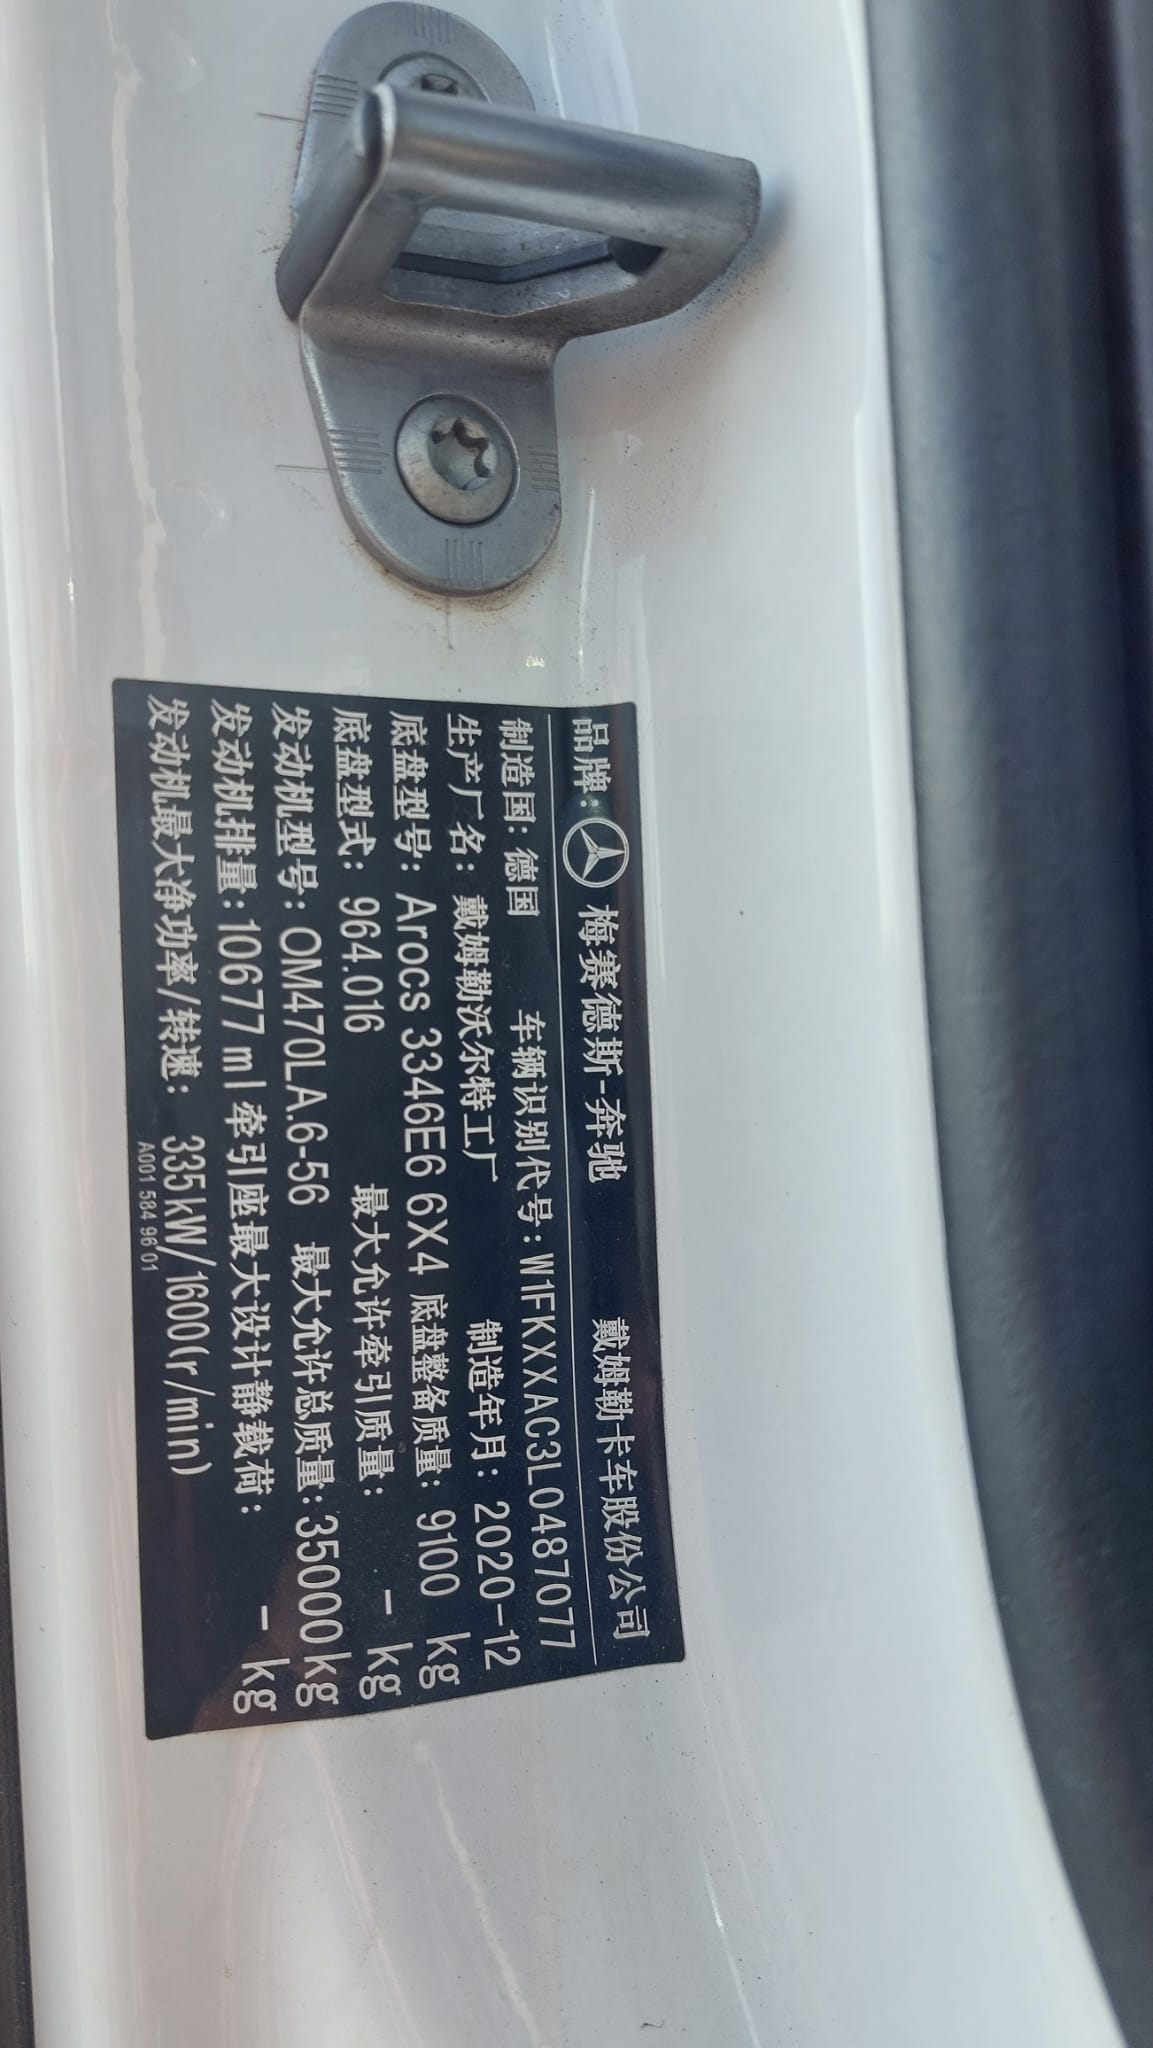 品牌: 梅赛德斯-奔驰 戴姆勒卡车股份公司
制造国: 德国 车辆识别代号: W1FKXXAC3L0487077
生产厂名: 戴姆勒沃尔特工厂 制造年月: 2020-12
底盘型号: Arocs 3346E6 6X4 底盘整备质量: 9100 kg
底盘型式: 964.016 最大允许牵引质量: - kg
发动机型号: OM470LA.6-56 最大允许总质量: 35000kg
发动机排量: 10677 ml 牵引座最大设计静载荷: - kg
发动机最大净功率/转速: 335kW/1600(r/min)
A001 584 96 01